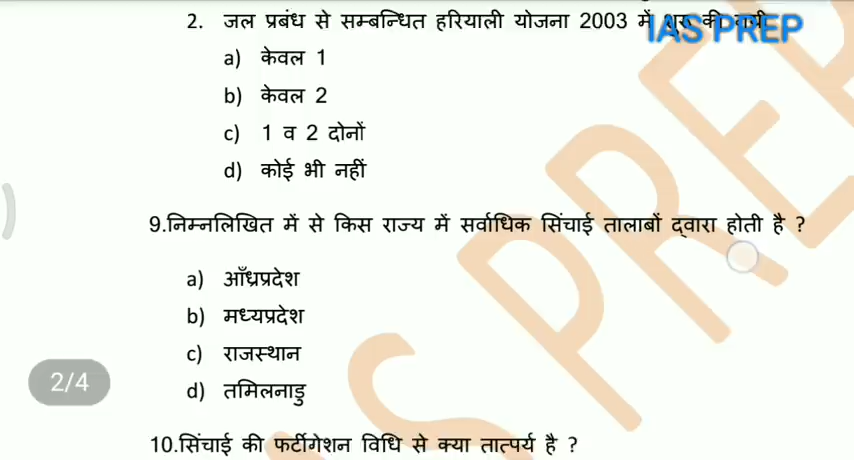 2. जल प्रबंध से सम्बन्धित हरियाली योजना 2003 में शुरू की गयी
IAS PREP
a) केवल 1
b) केवल 2
c) 1 व 2 दोनों
d) कोई भी नहीं
9.निम्नलिखित में से किस राज्य में सर्वाधिक सिंचाई तालाबों द्वारा होती है ?
a) आँध्रप्रदेश
b) मध्यप्रदेश
c) राजस्थान
2/4
d) तमिलनाडु
10.सिंचाई की फर्टीगेशन विधि से क्या तात्पर्य है ?